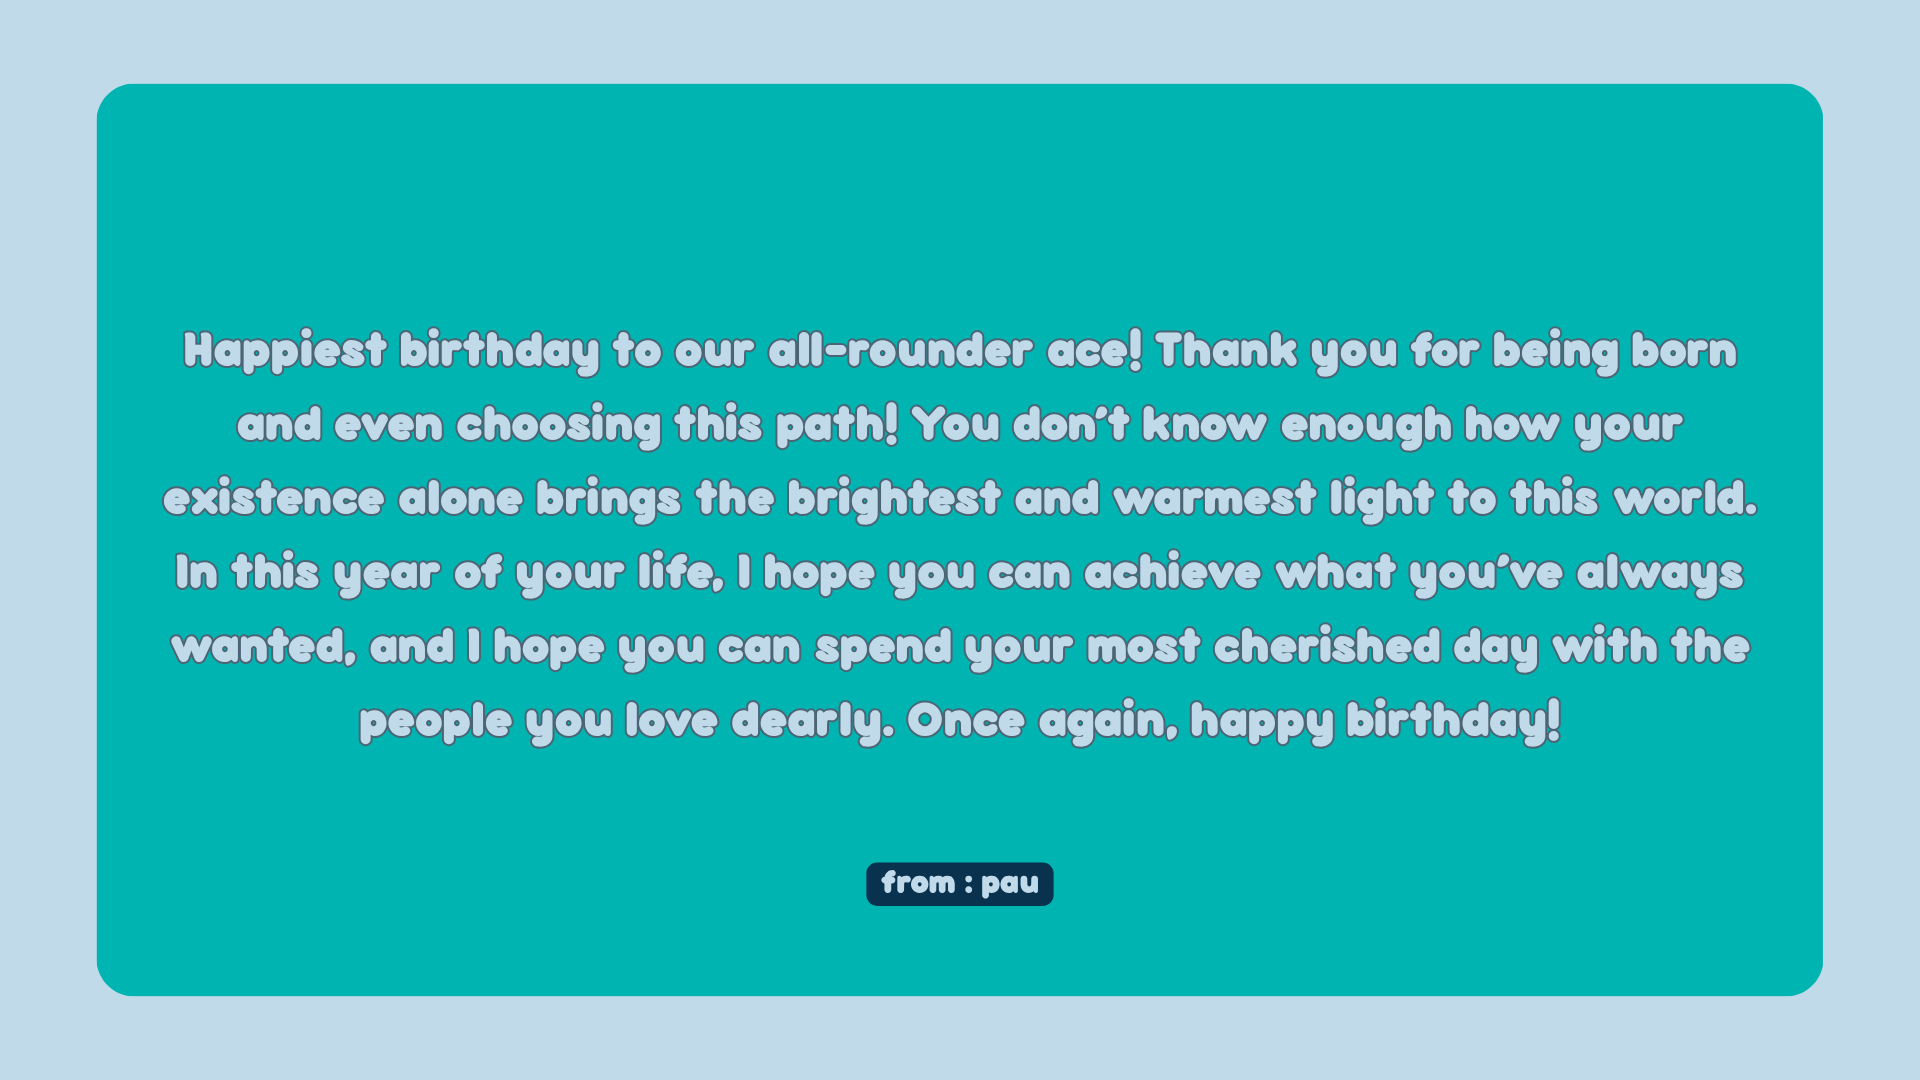 Happiest birthday to our all-rounder ace! Thank you for being born
and even choosing this path! You don't know enough how your
existence alone brings the brightest and warmest light to this world.
In this year of your life, I hope you can achieve what you've always
wanted, and I hope you can spend your most cherished day with the
people you love dearly. Once again, happy birthday!
from : pau